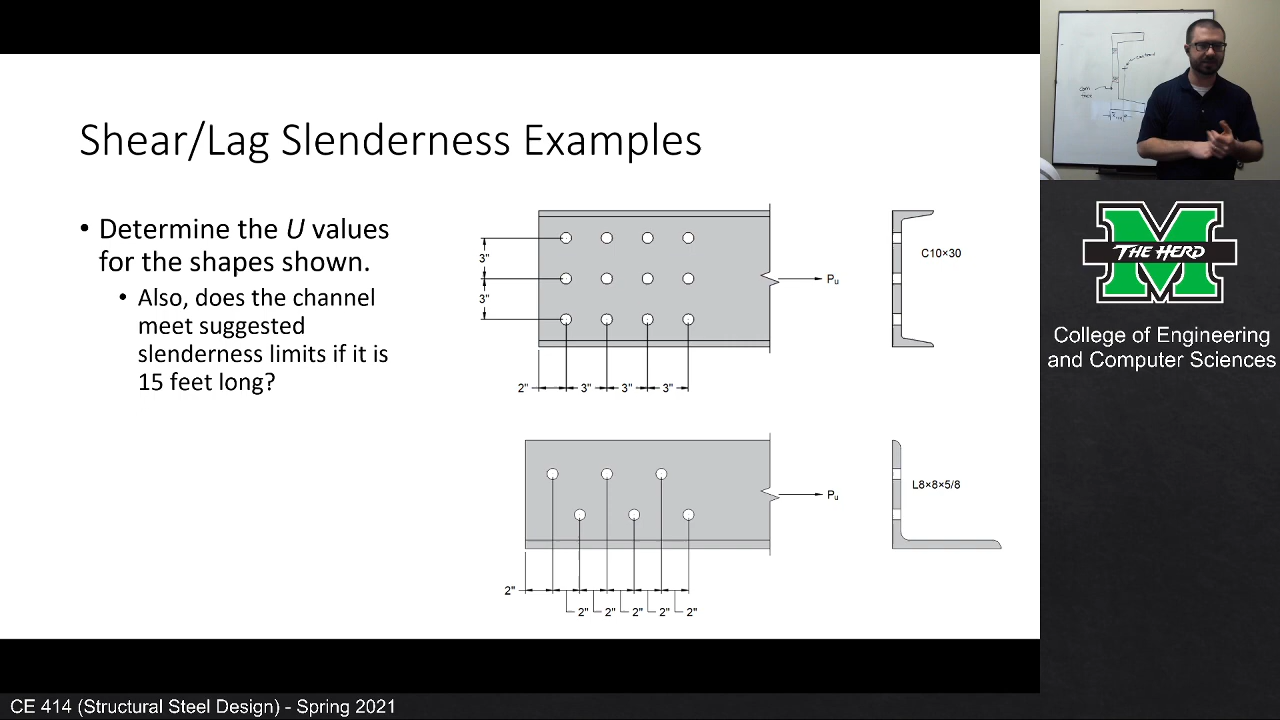 Shear/Lag Slenderness Examples
• Determine the U values
for the shapes shown.
• Also, does the channel
meet suggested
slenderness limits if it is
15 feet long?
3"
3"
2" 3" 3" 3"
Pu
C10×30
Pu
L8×8×5/8
2"
2" 2" 2" 2" 2"
THE HERD
College of Engineering
and Computer Sciences
CE 414 (Structural Steel Design) - Spring 2021